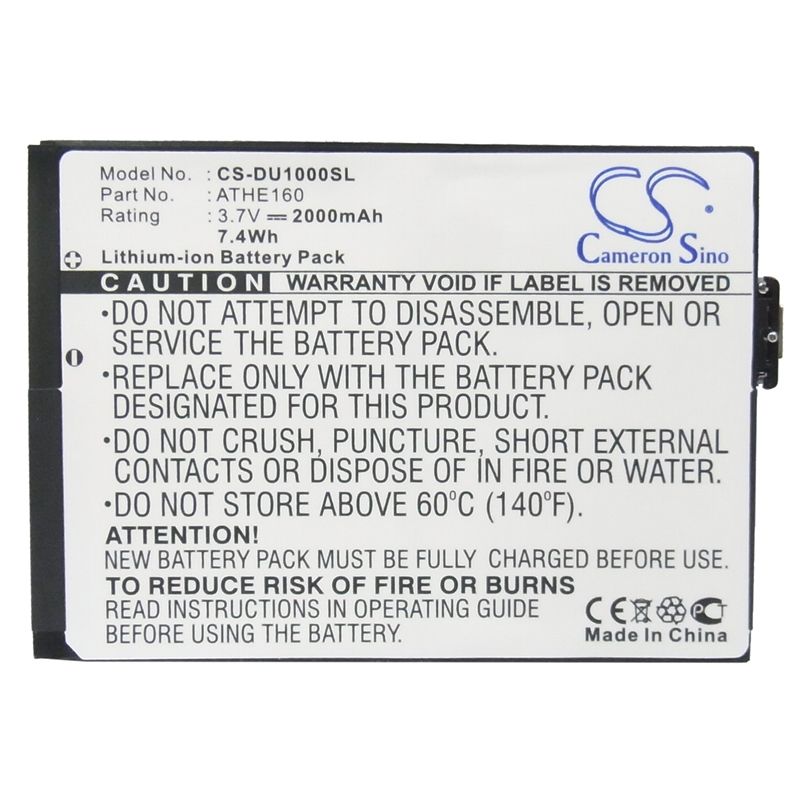 Model No. : CS-DU1000SL
Part No. : ATHE160
Rating : 3.7V 2000mAh
7.4Wh
Lithium-ion Battery Pack
CS
Cameron Sino
CAUTION WARRANTY VOID IF LABEL IS REMOVED
•DO NOT ATTEMPT TO DISASSEMBLE, OPEN OR
SERVICE THE BATTERY PACK.
•REPLACE ONLY WITH THE BATTERY PACK
DESIGNATED FOR THIS PRODUCT.
•DO NOT CRUSH, PUNCTURE, SHORT EXTERNAL
CONTACTS OR DISPOSE OF IN FIRE OR WATER.
•DO NOT STORE ABOVE 60°C (140°F).
ATTENTION:
NEW BATTERY PACK MUST BE FULLY CHARGED BEFORE USE
TO REDUCE RISK OF FIRE OR BURNS
READ INSTRUCTIONS IN OPERATING GUIDE
BEFORE USING BATTERY.
CE PCT
Made In China